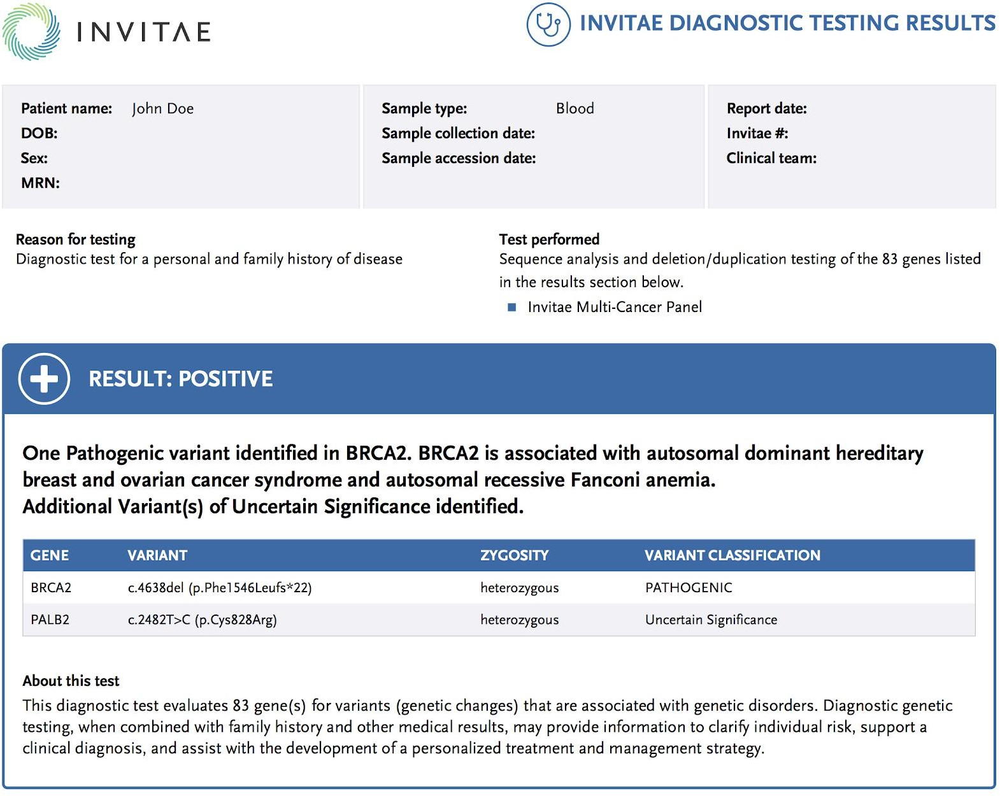 INVITAE
INVITAE DIAGNOSTIC TESTING RESULTS
Patient name: John Doe
DOB:
Sex:
MRN:
Sample type: Blood
Sample collection date:
Sample accession date:
Report date:
Invitae #:
Clinical team:
Reason for testing
Diagnostic test for a personal and family history of disease
Test performed
Sequence analysis and deletion/duplication testing of the 83 genes listed
in the results section below.
Invitae Multi-Cancer Panel
RESULT: POSITIVE
One Pathogenic variant identified in BRCA2. BRCA2 is associated with autosomal dominant hereditary
breast and ovarian cancer syndrome and autosomal recessive Fanconi anemia.
Additional Variant(s) of Uncertain Significance identified.
GENE VARIANT ZYGOSITY VARIANT CLASSIFICATION
BRCA2 c.4638del (p.Phe1546Leufs*22) heterozygous PATHOGENIC
PALB2 c.2482T>C (p.Cys828Arg) heterozygous Uncertain Significance
About this test
This diagnostic test evaluates 83 gene(s) for variants (genetic changes) that are associated with genetic disorders. Diagnostic genetic
testing, when combined with family history and other medical results, may provide information to clarify individual risk, support a
clinical diagnosis, and assist with the development of a personalized treatment and management strategy.